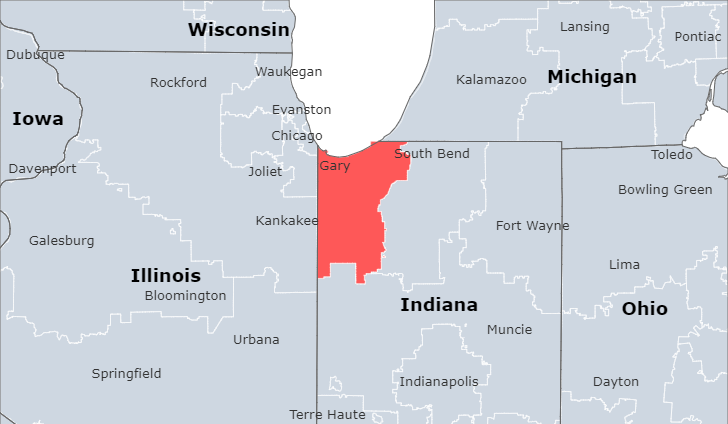 Wisconsin
Lansing
Pontiac
Dubuque
Waukegan
Michigan
Rockford
Kalamazoo
Evanston
Iowa
Chicago
South Bend
Toledo
Davenport
Joliet
Gary
Bowling Green
Kankakee
Fort Wayne
Galesburg
Lima
Illinois
Bloomington
Indiana
Ohio
Muncie
Urbana
Springfield
Indianapolis
Dayton
Terre Haute